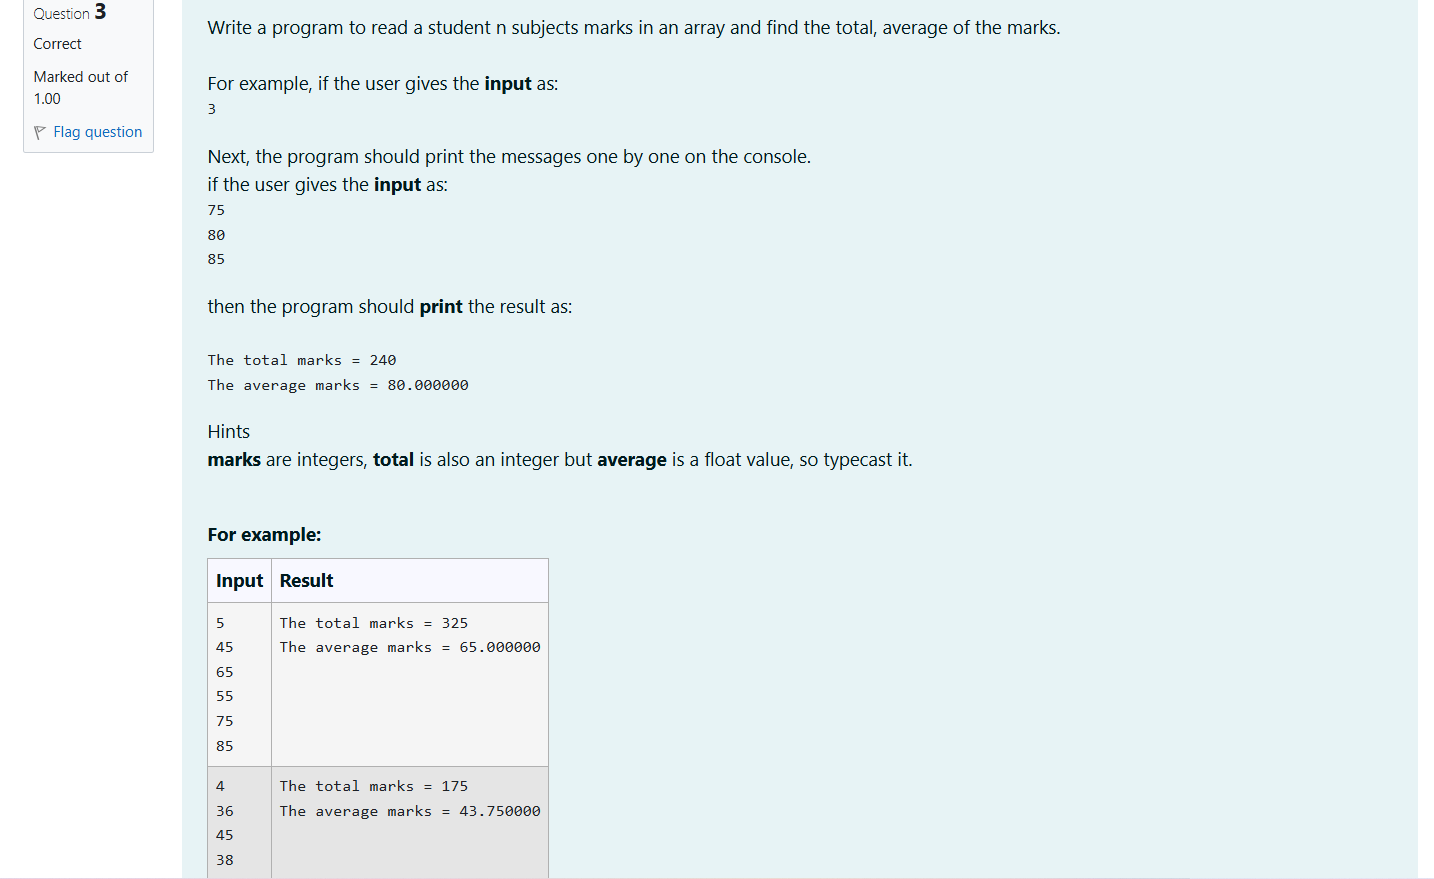 Question 3
Correct
Marked out of
1.00
Flag question
Write a program to read a student n subjects marks in an array and find the total, average of the marks.
For example, if the user gives the input as:
3
Next, the program should print the messages one by one on the console.
if the user gives the input as:
75
80
85
then the program should print the result as:
The total marks = 240
The average marks = 80.000000
Hints
marks are integers, total is also an integer but average is a float value, so typecast it.
For example:
Input Result
5 The total marks = 325
45 The average marks = 65.000000
65
55
75
85
4 The total marks = 175
36 The average marks = 43.750000
45
38